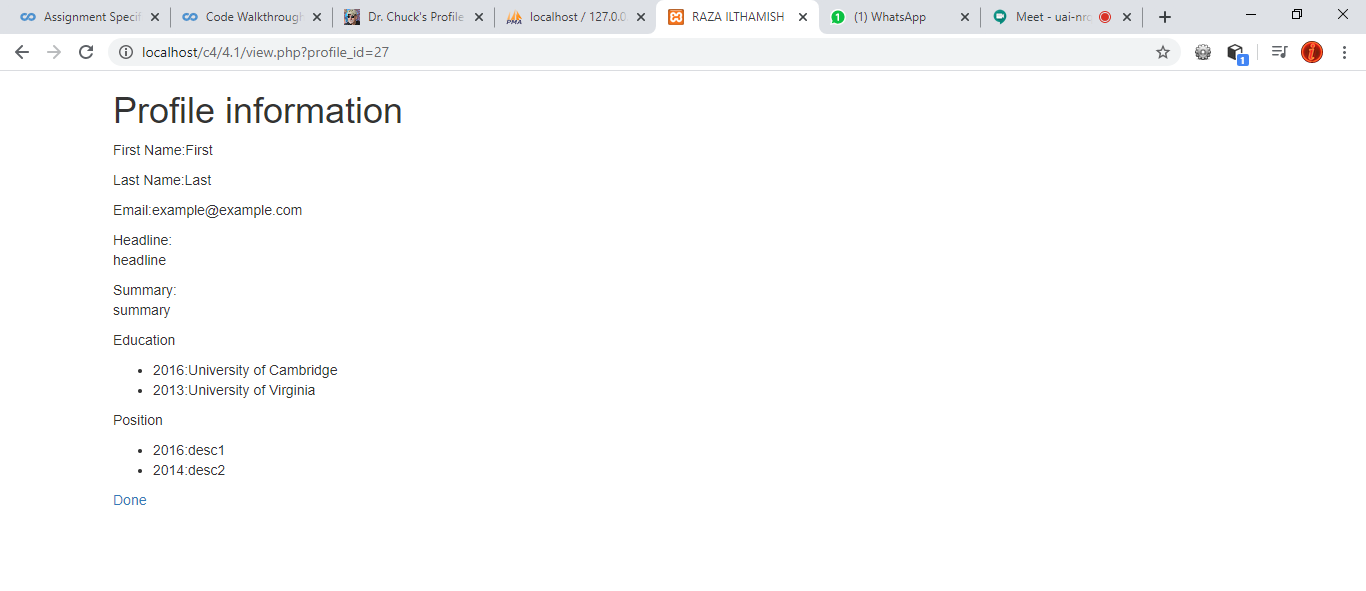 Assignment Specif
Code Walkthrough
Dr. Chuck's Profile
localhost / 127.0.0
RAZA ILTHAMISH
(1) WhatsApp
Meet - uai-nrc
localhost/c4/4.1/view.php?profile_id=27
1
Profile information
First Name:First
Last Name:Last
Email:example@example.com
Headline:
headline
Summary:
summary
Education
2016:University of Cambridge
2013:University of Virginia
Position
2016:desc1
2014:desc2
Done